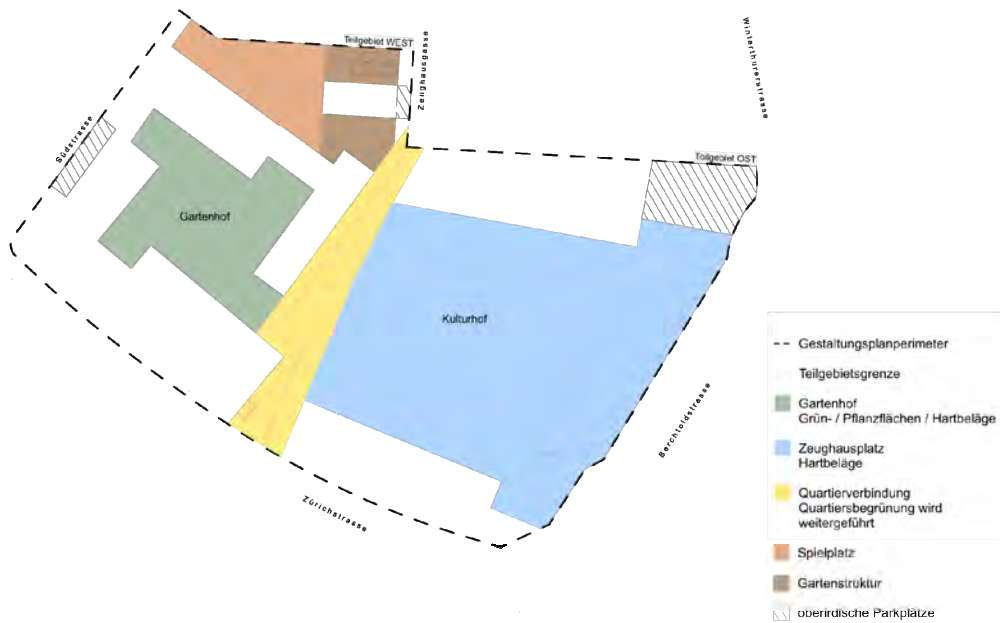 Teilgebiet WEST
Zeughausgasse
Winterthurerstrasse
Südstrasse
Teilgebiet OST
Gartenhof
Kulturhof
Berchtoldstrasse
Zürichstrasse
Gestaltungsplanperimeter
Teilgebietsgrenze
Gartenhof
Grün- / Pflanzflächen / Hartbeläge
Zeughausplatz
Hartbeläge
Quartierverbindung
Quartiersbegrünung wird
weitergeführt
Spielplatz
Gartenstruktur
oberirdische Parkplätze